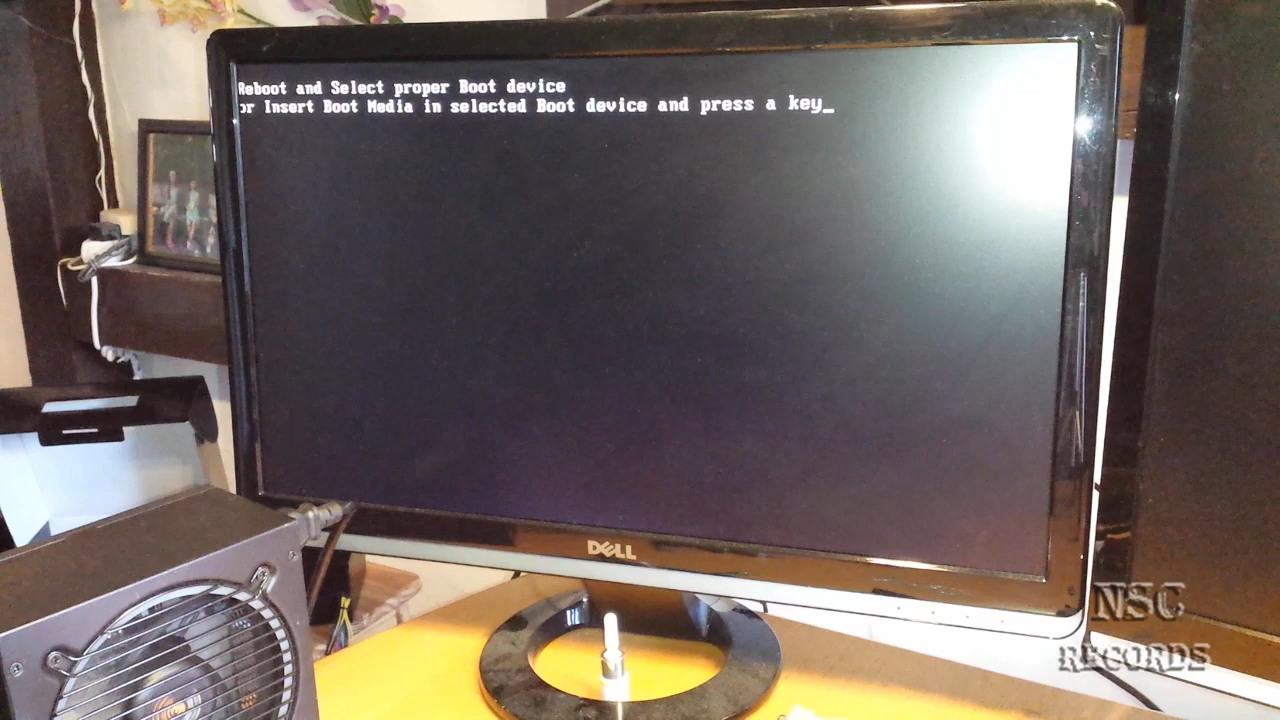 Reboot and Select proper Boot device
or Insert Boot Media in selected Boot device and press a key_
DELL
NSC
RECORDS